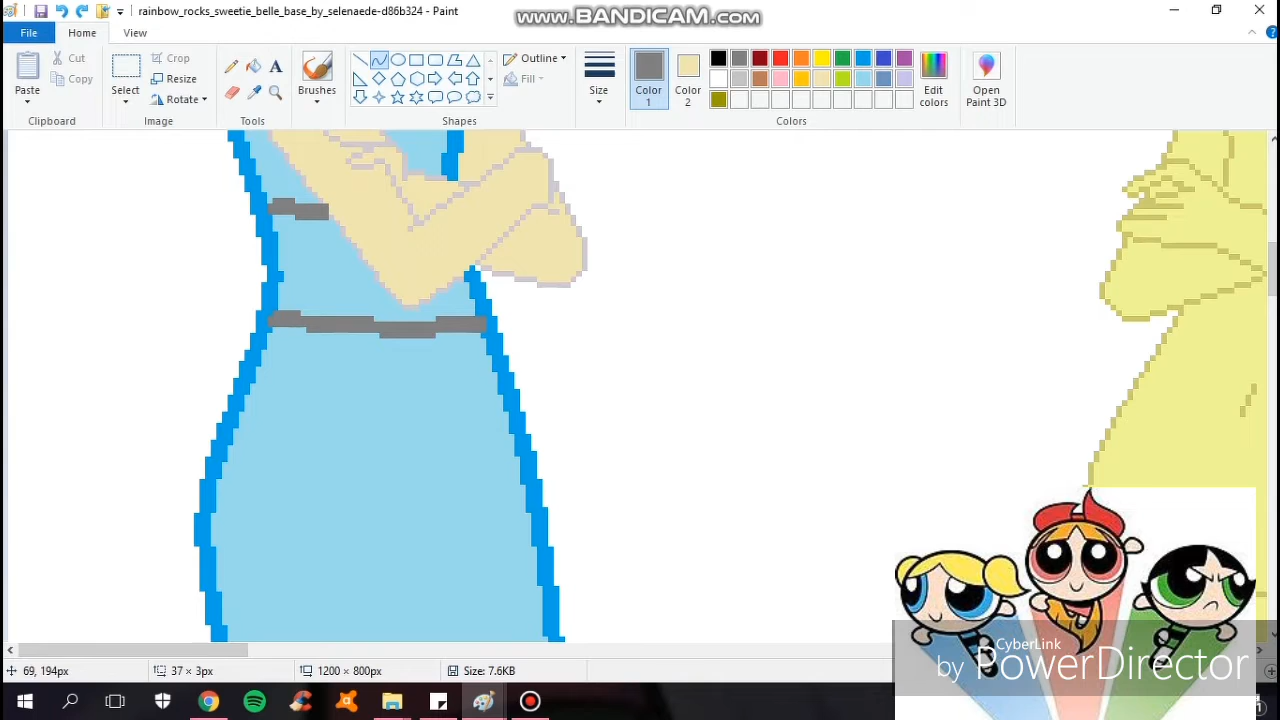 www.BANDICAM.com
rainbow_rocks_sweetie_belle_base_by_selenaede-d86b324 - Paint
File
Home
View
Paste
Cut
Copy
Clipboard
Select
Crop
Resize
Rotate
Image
A
Tools
Brushes
Outline
Fill
Shapes
Size
Color 1
Color 2
Edit colors
Colors
Open Paint 3D
69, 194px
37 × 3px
1200 × 800px
Size: 7.6KB
CyberLink
by PowerDirector